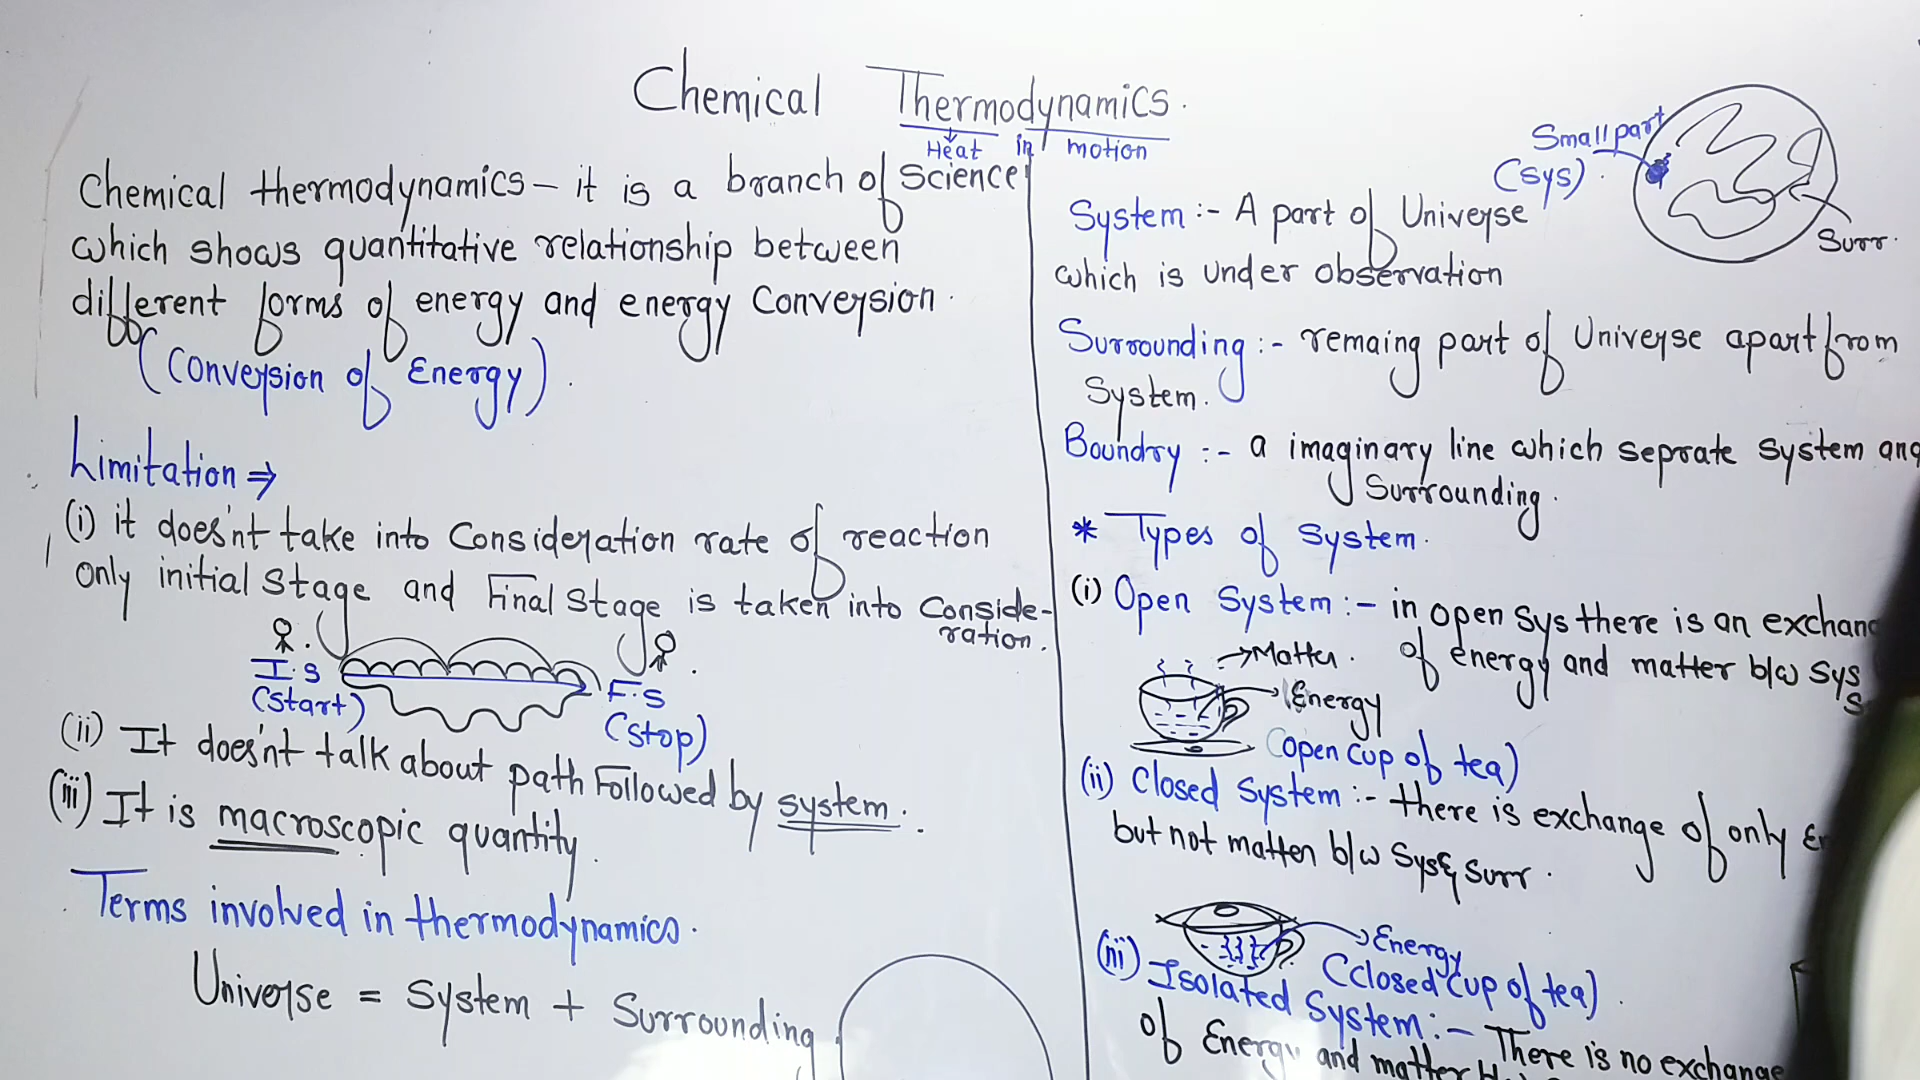 Chemical Thermodynamics.
Heat in motion
Chemical thermodynamics – it is a branch of science
which shows quantitative relationship between
different forms of energy and energy Conversion.
(Conversion of Energy).
Limitation ⇒
(i) it does'nt take into Consideration rate of reaction
only initial Stage and Final Stage is taken into Conside-
ration.
I.S
(Start)
F.S
(Stop)
(ii) It does'nt talk about path Followed by system.
(iii) It is macroscopic quantity.
Terms involved in thermodynamics.
Universe = System + Surrounding
Small part
(sys).
Surr.
System :- A part of Universe
which is under observation
Surrounding :- remaing part of Universe apart from
System.
Boundry :- a imaginary line which seprate system and
Surrounding.
* Types of System.
(i) Open System :- in open Sys there is an
of energy and matter b/w Sys
Matter.
Energy
(open cup of tea)
(ii) Closed System :- there is exchange of only
but not matter b/w Sys & Surr.
Energy
(closed cup of tea).
(iii) Isolated System :- There is no exchange
of Energy and matter